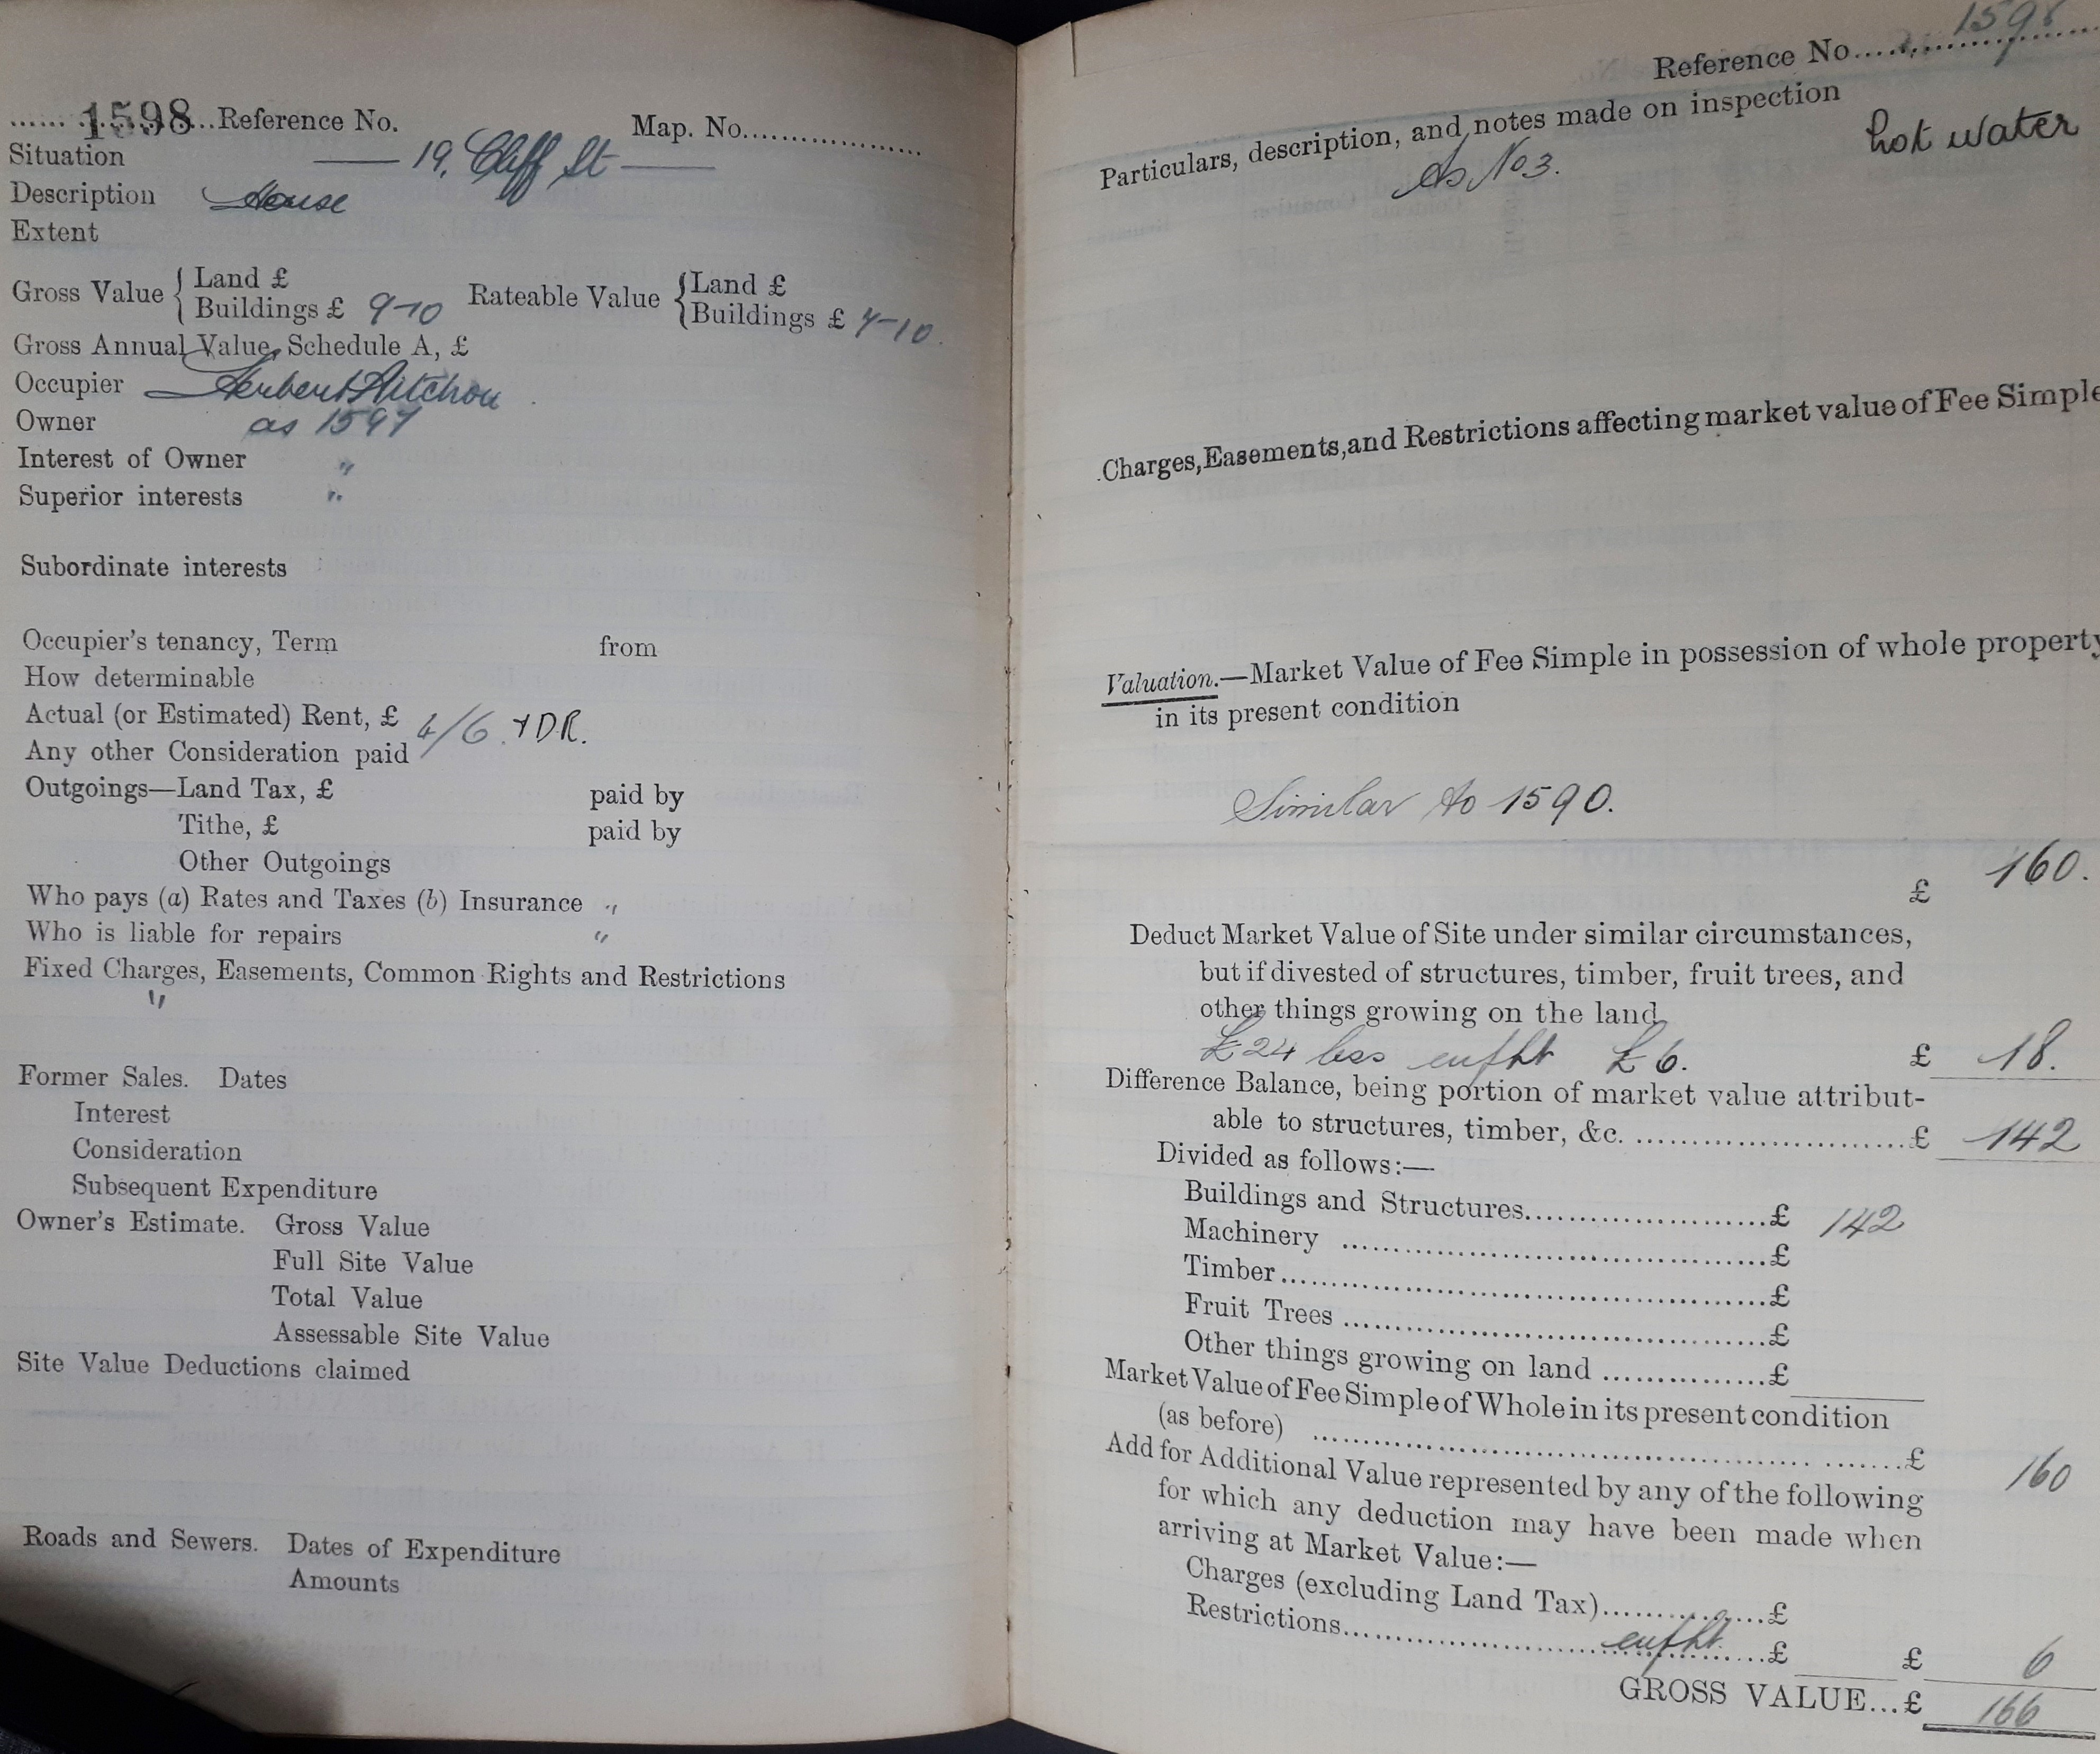 1598 Reference No. Map. No.
Situation 19, Cliff St
Description House
Extent
Gross Value { Land £ Rateable Value { Land £
Buildings £ 9-10 Buildings £ 7-10.
Gross Annual Value, Schedule A, £
Occupier Herbert Aitchou
Owner as 1597
Interest of Owner "
Superior interests "
Subordinate interests
Occupier's tenancy, Term from
How determinable
Actual (or Estimated) Rent, £ 4/6
Any other Consideration paid
Outgoings—Land Tax, £ paid by
Tithe, £ paid by
Other Outgoings
Who pays (a) Rates and Taxes (b) Insurance "
Who is liable for repairs "
Fixed Charges, Easements, Common Rights and Restrictions
"
Former Sales. Dates
Interest
Consideration
Subsequent Expenditure
Owner's Estimate. Gross Value
Full Site Value
Total Value
Assessable Site Value
Site Value Deductions claimed
Roads and Sewers. Dates of Expenditure
Amounts
Reference No. 1598
Particulars, description, and notes made on inspection
As No 3. hot water
Charges, Easements, and Restrictions affecting market value of Fee Simple
Valuation.—Market Value of Fee Simple in possession of whole property
in its present condition
Similar to 1590.
£ 160.
Deduct Market Value of Site under similar circumstances,
but if divested of structures, timber, fruit trees, and
other things growing on the land
£24 less eufht £6. £ 18.
Difference Balance, being portion of market value attribut-
able to structures, timber, &c. £ 142
Divided as follows:—
Buildings and Structures £ 142
Machinery £
Timber £
Fruit Trees £
Other things growing on land £
Market Value of Fee Simple of Whole in its present condition
(as before) £ 160
Add for Additional Value represented by any of the following
for which any deduction may have been made when
arriving at Market Value:—
Charges (excluding Land Tax) £
Restrictions eufht. £ £ 6
GROSS VALUE...£ 166